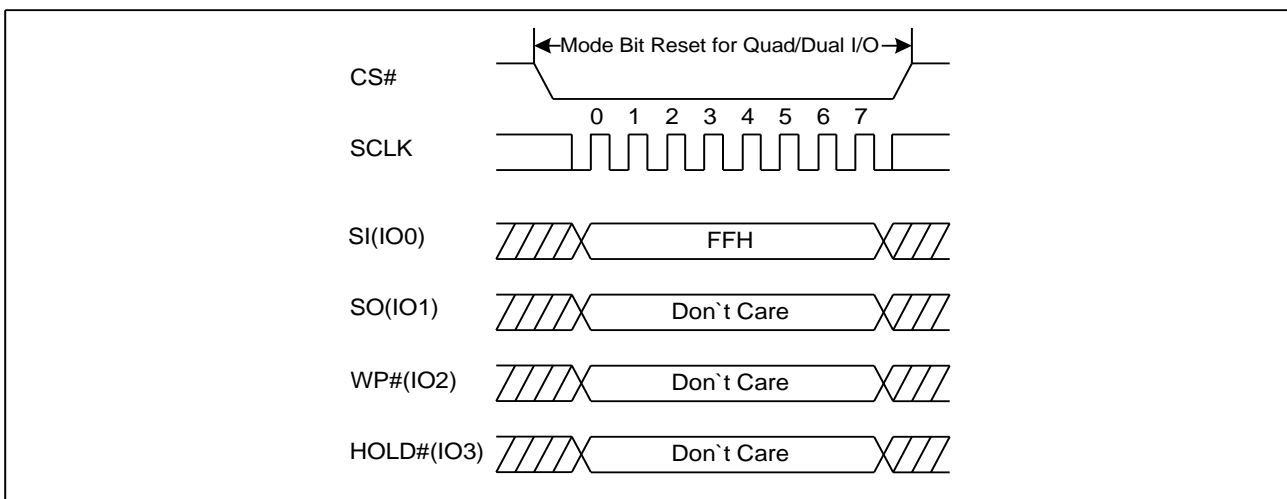 Mode Bit Reset for Quad/Dual I/O
CS#
0 1 2 3 4 5 6 7
SCLK
SI(IO0) FFH
SO(IO1) Don`t Care
WP#(IO2) Don`t Care
HOLD#(IO3) Don`t Care